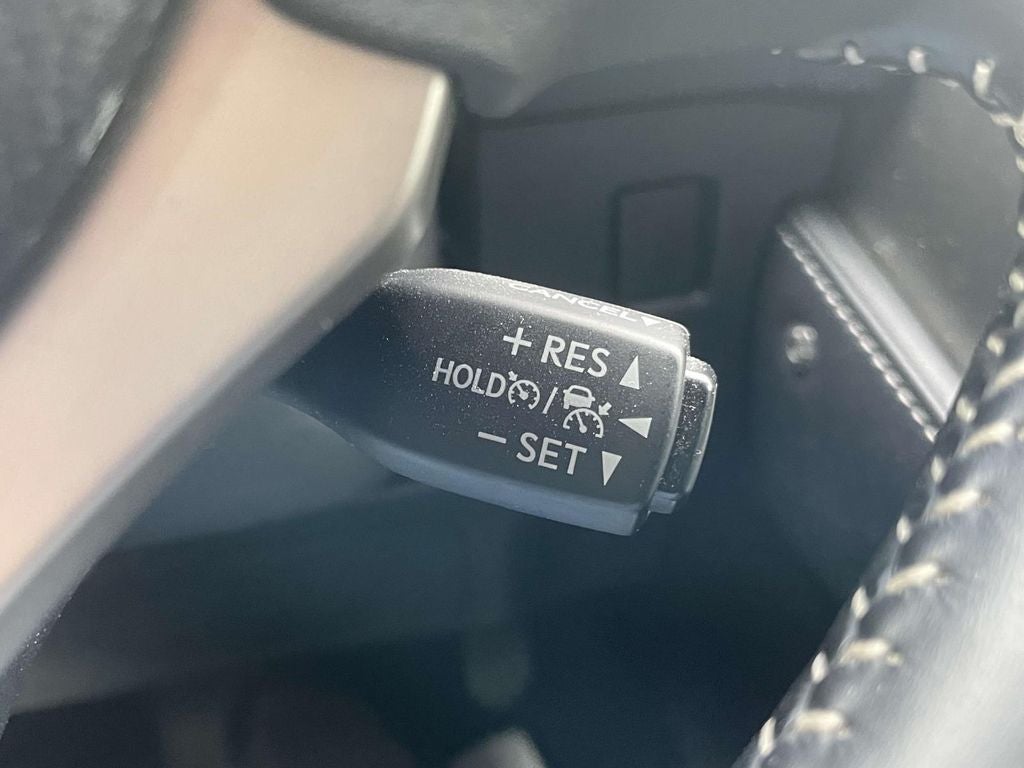 CANCEL▼
+ RES ▲
HOLD / ◀
− SET ▼